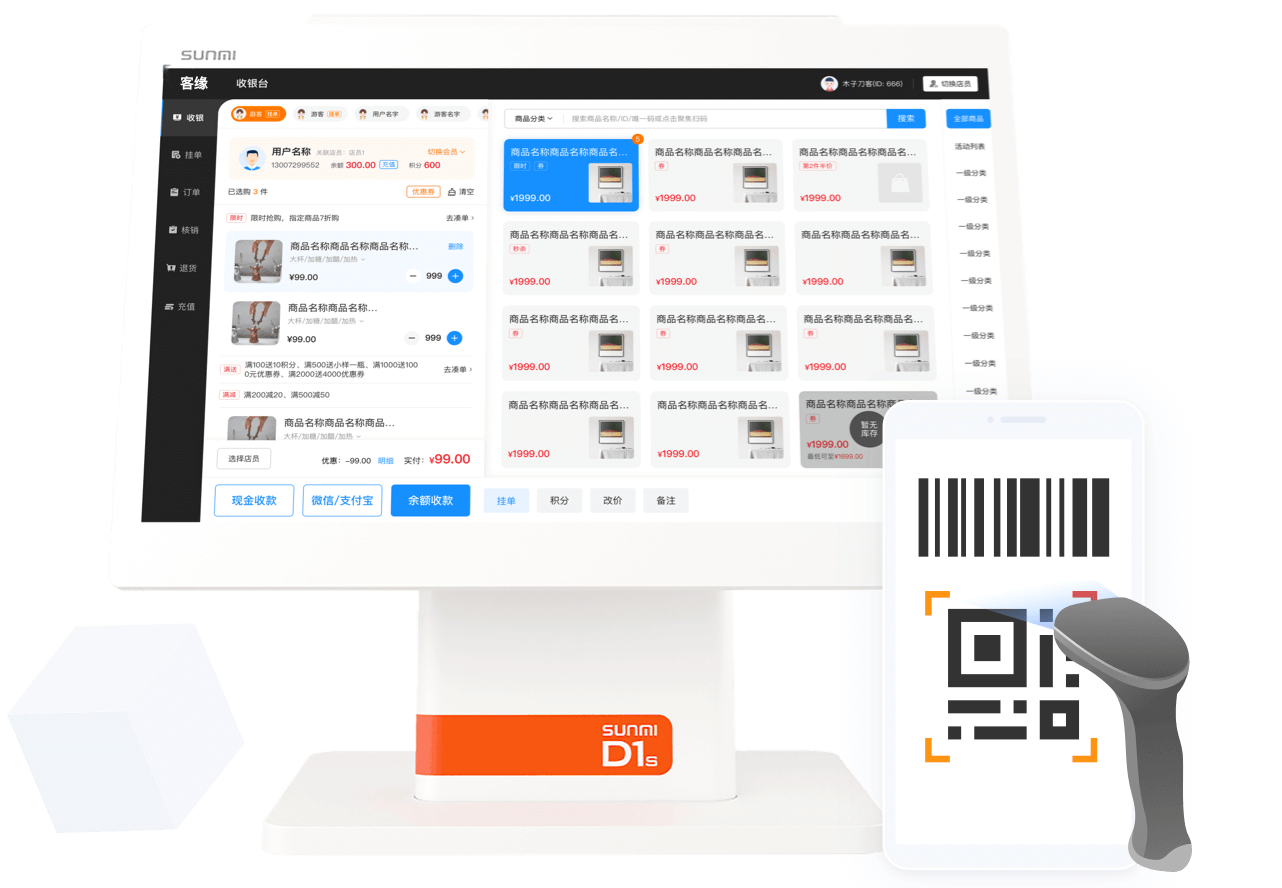 SUNMI
客缘
收银台
木子刀客(ID: 666)
切换店员
收银
挂单
订单
核销
退货
充值
游客 挂单
游客 挂单
用户名字
游客名字
用户名称 关联店员：店员1
切换会员
13007299552 余额 300.00 充值 积分 600
已选购 3 件
优惠券
清空
限时 限时抢购，指定商品7折购
去凑单 ›
商品名称商品名称商品名称...
删除
大杯/加糖/加醋/加热
¥99.00
− 999 +
商品名称商品名称...
大杯/加糖/加醋/加热
¥99.00
− 999 +
满送 满100送10积分、满500送小样一瓶、满1000送100
0元优惠券、满2000送4000优惠券
去凑单 ›
满减 满200减20、满500减50
商品名称商品名称商品...
大杯/加糖/加醋/加热
选择店员
优惠：-99.00 明细 实付：¥99.00
现金收款
微信/支付宝
余额收款
挂单
积分
改价
备注
商品分类
搜索商品名称/ID/唯一码或点击聚焦扫码
搜索
5
商品名称商品名称商品名...
限时 券
¥1999.00
商品名称商品名称商品名...
券
¥1999.00
商品名称商品名称商品名...
第2件半价
¥1999.00
商品名称商品名称商品名...
秒杀
¥1999.00
商品名称商品名称商品名...
券
¥1999.00
商品名称商品名称商品名...
¥1999.00
商品名称商品名称商品名...
券
¥1999.00
商品名称商品名称商品名...
券
¥1999.00
商品名称商品名称商品名...
券
¥1999.00
商品名称商品名称商品名...
¥1999.00
商品名称商品名称商品名...
¥1999.00
商品名称商品名称商品名...
券
暂无
库存
¥1999.00
最低可至¥1699.00
全部商品
活动列表
一级分类
一级分类
一级分类
一级分类
一级分类
一级分类
一级分类
一级分类
一级分类
SUNMI
D1s